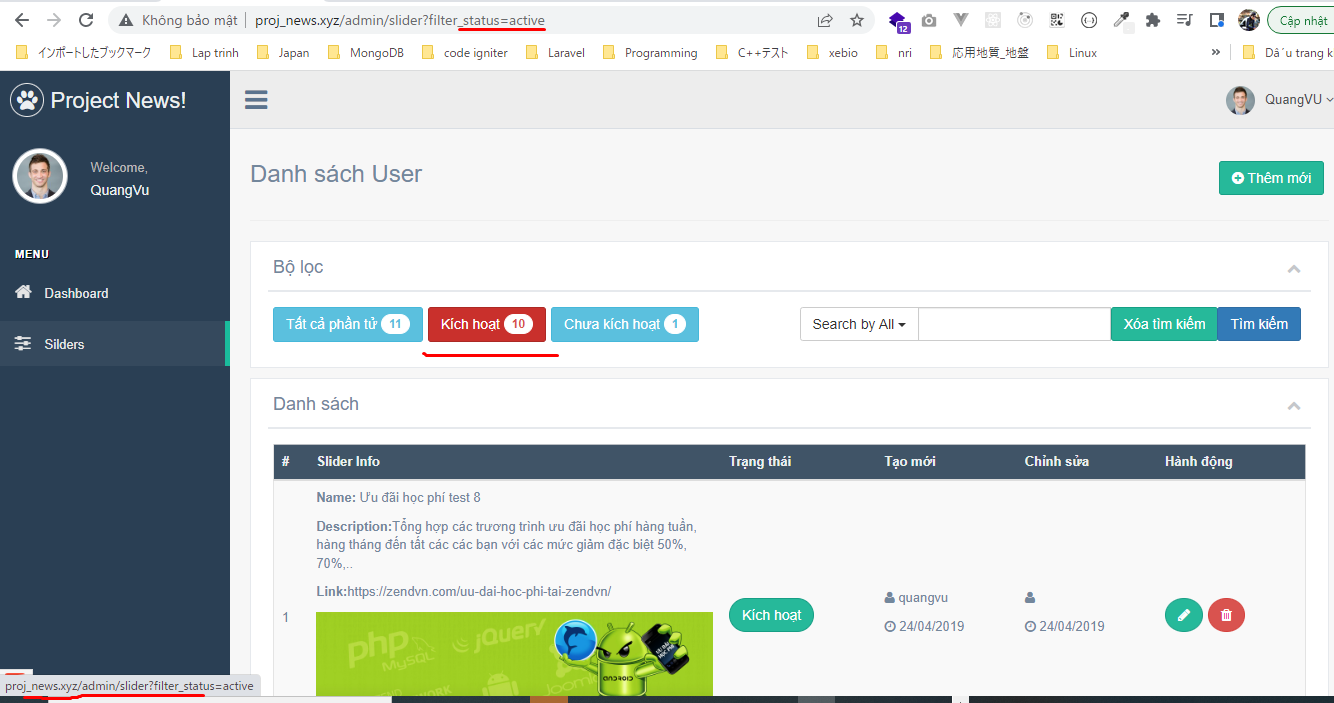 Không bảo mật proj_news.xyz/admin/slider?filter_status=active
12
Cập nhật
インポートしたブックマーク Lap trinh Japan MongoDB code igniter Laravel Programming C++テスト xebio nri 応用地質_地盤 Linux » Dấu trang k
Project News!
QuangVU
Welcome,
QuangVu
Danh sách User
Thêm mới
MENU
Dashboard
Silders
Bộ lọc
Tất cả phần tử 11 Kích hoạt 10 Chưa kích hoạt 1 Search by All Xóa tìm kiếm Tìm kiếm
Danh sách
# Slider Info Trạng thái Tạo mới Chỉnh sửa Hành động
Name: Ưu đãi học phí test 8
Description:Tổng hợp các trương trình ưu đãi học phí hàng tuần,
hàng tháng đến tất các các bạn với các mức giảm đặc biệt 50%,
70%,..
Link:https://zendvn.com/uu-dai-hoc-phi-tai-zendvn/
1
Kích hoạt
quangvu
24/04/2019 24/04/2019
php
MySQL
jQuery
ANDROID
proj_news.xyz/admin/slider?filter_status=active